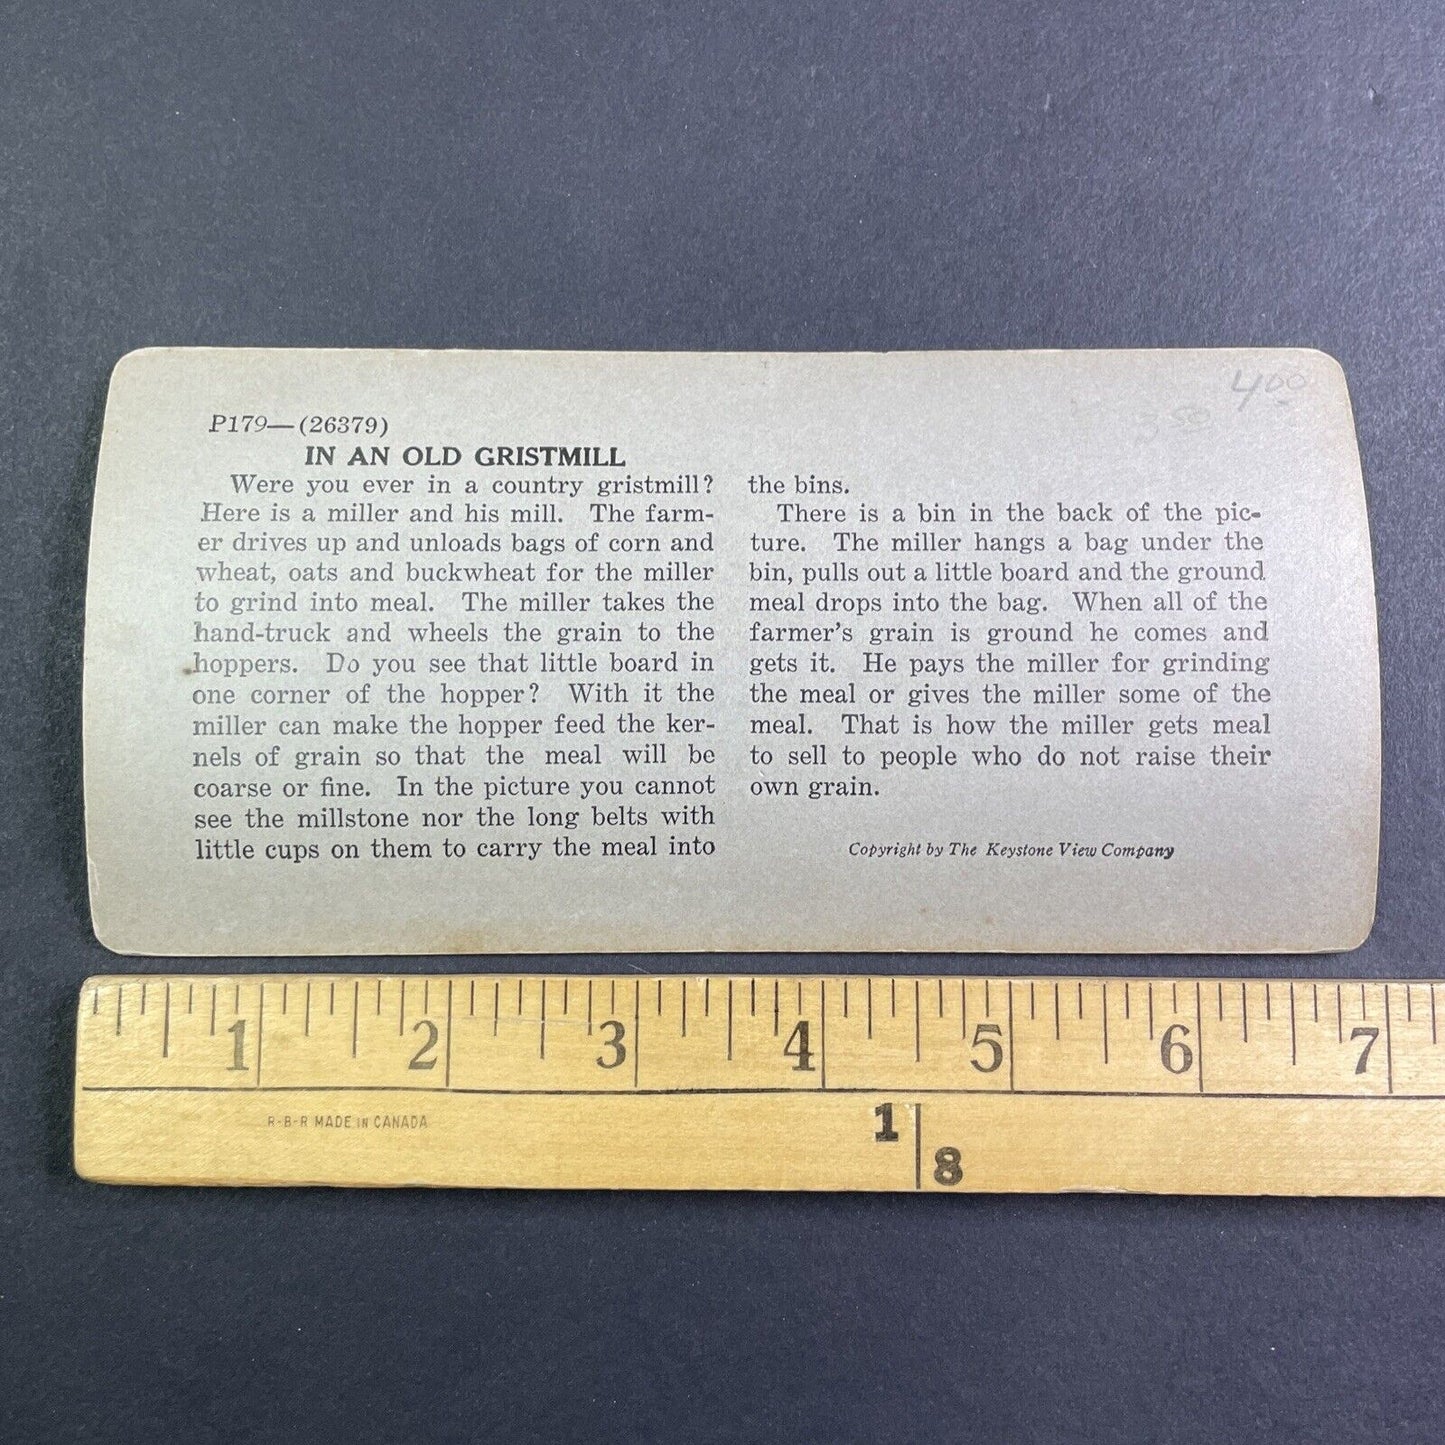 4 00
3 50
P179—(26379)
IN AN OLD GRISTMILL
Were you ever in a country gristmill?
Here is a miller and his mill. The farm-
er drives up and unloads bags of corn and
wheat, oats and buckwheat for the miller
to grind into meal. The miller takes the
hand-truck and wheels the grain to the
hoppers. Do you see that little board in
one corner of the hopper? With it the
miller can make the hopper feed the ker-
nels of grain so that the meal will be
coarse or fine. In the picture you cannot
see the millstone nor the long belts with
little cups on them to carry the meal into
the bins.
There is a bin in the back of the pic-
ture. The miller hangs a bag under the
bin, pulls out a little board and the ground
meal drops into the bag. When all of the
farmer's grain is ground he comes and
gets it. He pays the miller for grinding
the meal or gives the miller some of the
meal. That is how the miller gets meal
to sell to people who do not raise their
own grain.
Copyright by The Keystone View Company
1 2 3 4 5 6 7
R-B-R MADE IN CANADA
1 8